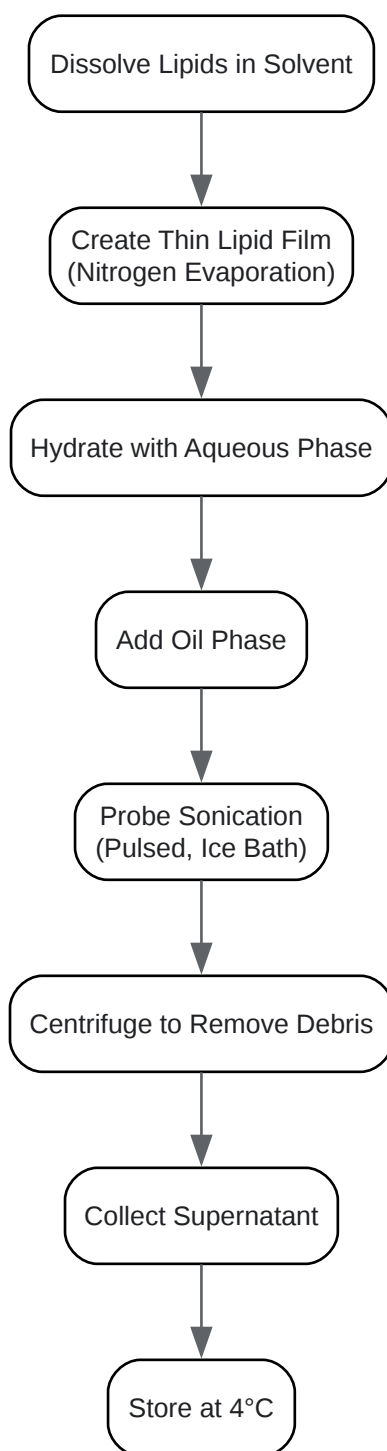 Dissolve Lipids in Solvent
Create Thin Lipid Film
(Nitrogen Evaporation)
Hydrate with Aqueous Phase
Add Oil Phase
Probe Sonication
(Pulsed, Ice Bath)
Centrifuge to Remove Debris
Collect Supernatant
Store at 4°C